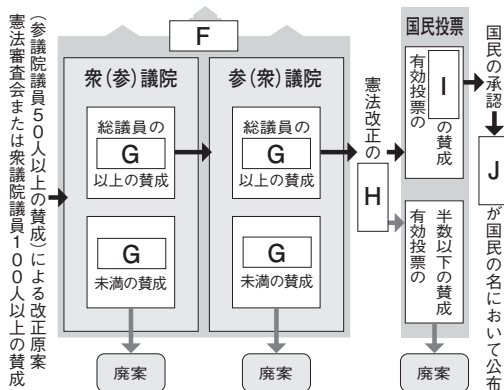 憲法審査会または衆議院議員100人以上の賛成
(参議院議員50人以上の賛成)による改正原案
F
衆(参)議院
総議員の
G
以上の賛成
G
未満の賛成
廃案
参(衆)議院
総議員の
G
以上の賛成
G
未満の賛成
廃案
憲法改正の
H
国民投票
有効投票の
I
の賛成
有効投票の
半数以下の賛成
廃案
国民の承認
J
が国民の名において公布